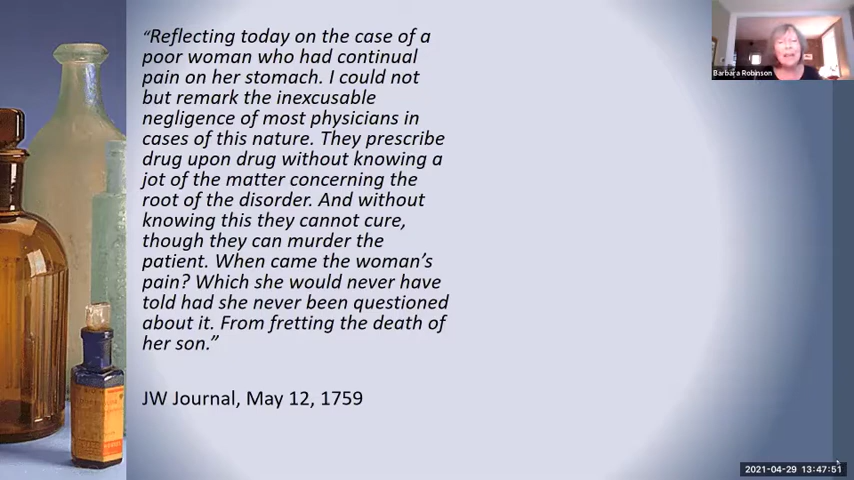 “Reflecting today on the case of a
poor woman who had continual
pain on her stomach. I could not
but remark the inexcusable
negligence of most physicians in
cases of this nature. They prescribe
drug upon drug without knowing a
jot of the matter concerning the
root of the disorder. And without
knowing this they cannot cure,
though they can murder the
patient. When came the woman’s
pain? Which she would never have
told had she never been questioned
about it. From fretting the death of
her son.”
JW Journal, May 12, 1759
Barbara Robinson
2021-04-29 13:47:51